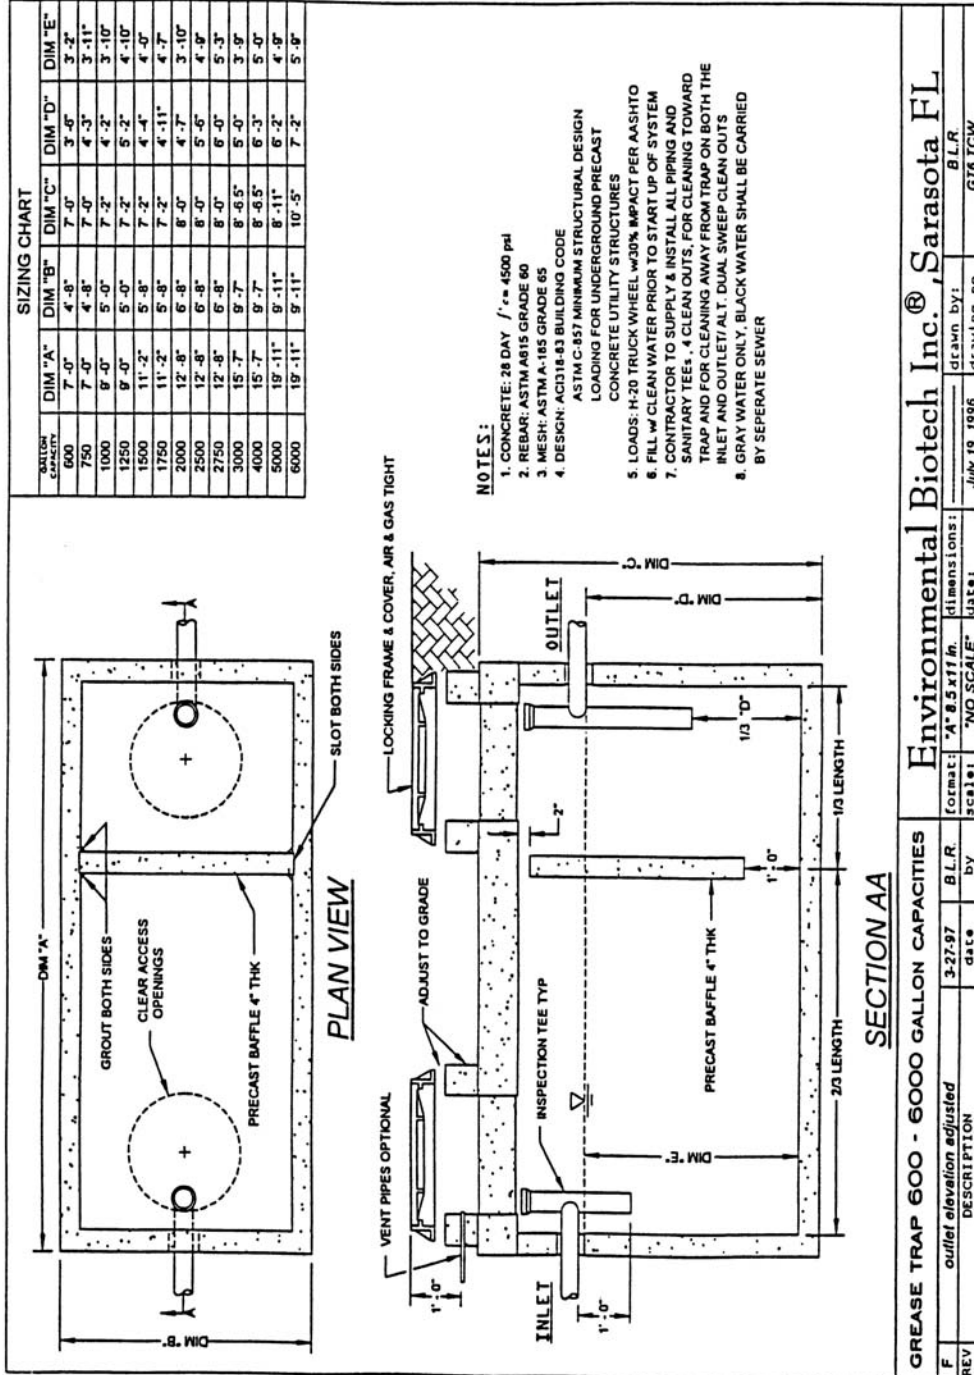 SIZING CHART
GALLON CAPACITY DIM "A" DIM "B" DIM "C" DIM "D" DIM "E"
600 7'-0" 4'-8" 7'-0" 3'-6" 3'-2"
750 7'-0" 4'-8" 7'-0" 4'-3" 3'-11"
1000 9'-0" 5'-0" 7'-2" 4'-2" 3'-10"
1250 9'-0" 5'-0" 7'-2" 5'-2" 4'-10"
1500 11'-2" 5'-8" 7'-2" 4'-4" 4'-0"
1750 11'-2" 5'-8" 7'-2" 4'-11" 4'-7"
2000 12'-8" 6'-8" 8'-0" 4'-7" 3'-10"
2500 12'-8" 6'-8" 8'-0" 5'-6" 4'-9"
2750 12'-8" 6'-8" 8'-0" 6'-0" 5'-3"
3000 15'-7" 9'-7" 8'-6.5" 5'-0" 3'-9"
4000 15'-7" 9'-7" 8'-6.5" 6'-3" 5'-0"
5000 19'-11" 9'-11" 8'-11" 6'-2" 4'-9"
6000 19'-11" 9'-11" 10'-5" 7'-2" 5'-9"
DIM "A"
DIM "B"
GROUT BOTH SIDES
CLEAR ACCESS
OPENINGS
PRECAST BAFFLE 4" THK
SLOT BOTH SIDES
A
A
PLAN VIEW
VENT PIPES OPTIONAL
ADJUST TO GRADE
LOCKING FRAME & COVER, AIR & GAS TIGHT
1'-0"
INLET
1'-0"
INSPECTION TEE TYP
DIM "E"
PRECAST BAFFLE 4" THK
2"
1'-0"
1/3 "D"
OUTLET
DIM "D"
DIM "C"
2/3 LENGTH
1/3 LENGTH
SECTION AA
NOTES:
1. CONCRETE: 28 DAY f'c= 4500 psi
2. REBAR: ASTM A615 GRADE 60
3. MESH: ASTM A-185 GRADE 65
4. DESIGN: ACI318-83 BUILDING CODE
ASTM C-857 MINIMUM STRUCTURAL DESIGN
LOADING FOR UNDERGROUND PRECAST
CONCRETE UTILITY STRUCTURES
5. LOADS: H-20 TRUCK WHEEL w/30% IMPACT PER AASHTO
6. FILL w/ CLEAN WATER PRIOR TO START UP OF SYSTEM
7. CONTRACTOR TO SUPPLY & INSTALL ALL PIPING AND
SANITARY TEEs, 4 CLEAN OUTS, FOR CLEANING TOWARD
TRAP AND FOR CLEANING AWAY FROM TRAP ON BOTH THE
INLET AND OUTLET/ ALT. DUAL SWEEP CLEAN OUTS
8. GRAY WATER ONLY, BLACK WATER SHALL BE CARRIED
BY SEPERATE SEWER
GREASE TRAP 600 - 6000 GALLON CAPACITIES
Environmental Biotech Inc.®,Sarasota FL
F outlet elevation adjusted 3-27-97 B.L.R.
REV DESCRIPTION date by
format: "A" 8.5 x11 in. dimensions: drawn by: B.L.R.
scale: "NO SCALE" date: July 19, 1996 drawing no.